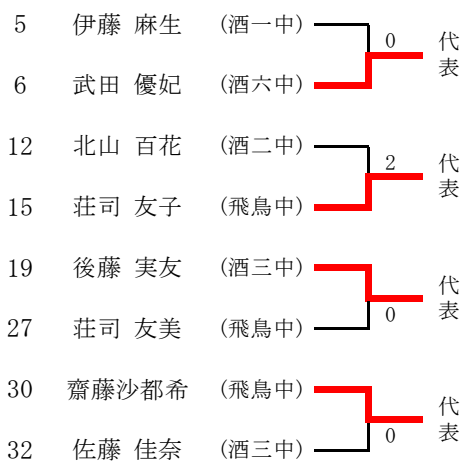 5 伊藤 麻生 (酒一中)
0 代表
6 武田 優妃 (酒六中)
12 北山 百花 (酒二中)
2 代表
15 荘司 友子 (飛鳥中)
19 後藤 実友 (酒三中)
0 代表
27 荘司 友美 (飛鳥中)
30 齋藤沙都希 (飛鳥中)
0 代表
32 佐藤 佳奈 (酒三中)